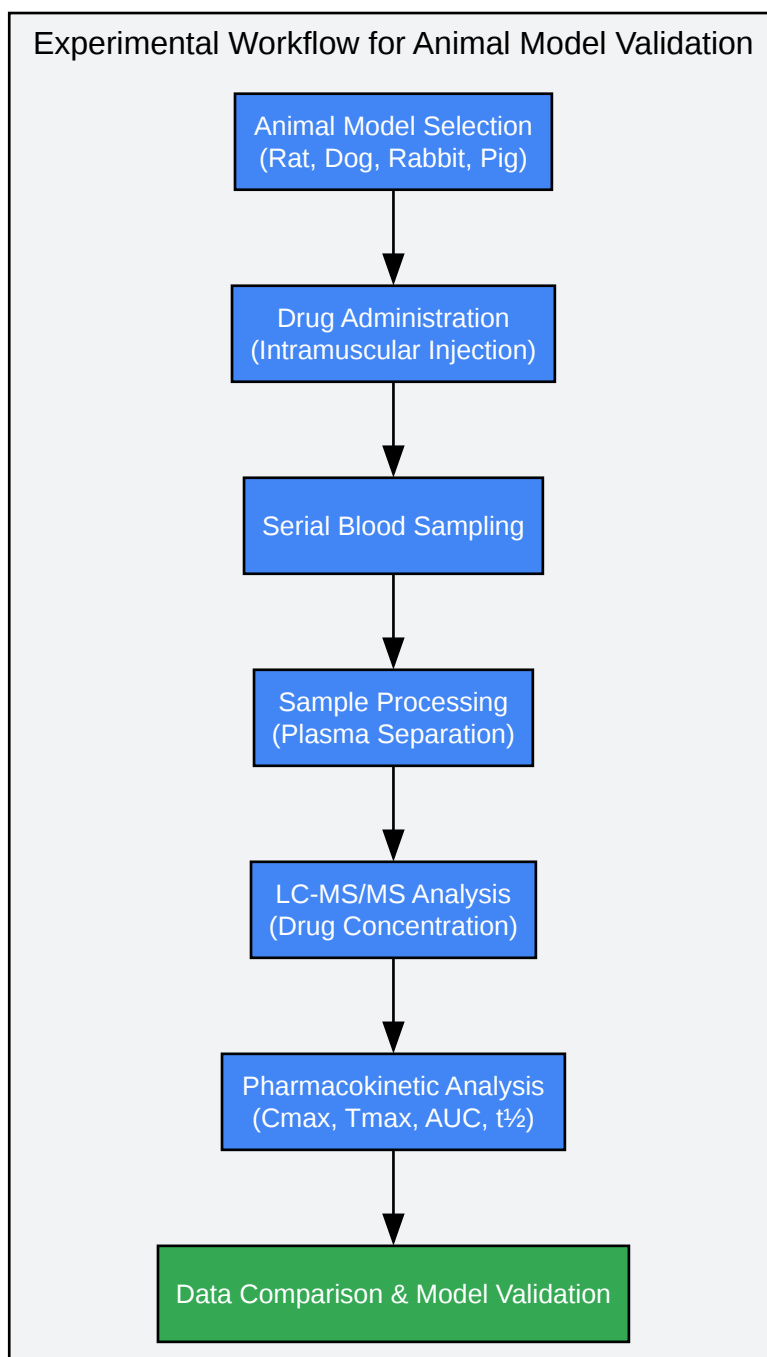 Experimental Workflow for Animal Model Validation
Animal Model Selection
(Rat, Dog, Rabbit, Pig)
Drug Administration
(Intramuscular Injection)
Serial Blood Sampling
Sample Processing
(Plasma Separation)
LC-MS/MS Analysis
(Drug Concentration)
Pharmacokinetic Analysis
(Cmax, Tmax, AUC, t½)
Data Comparison & Model Validation